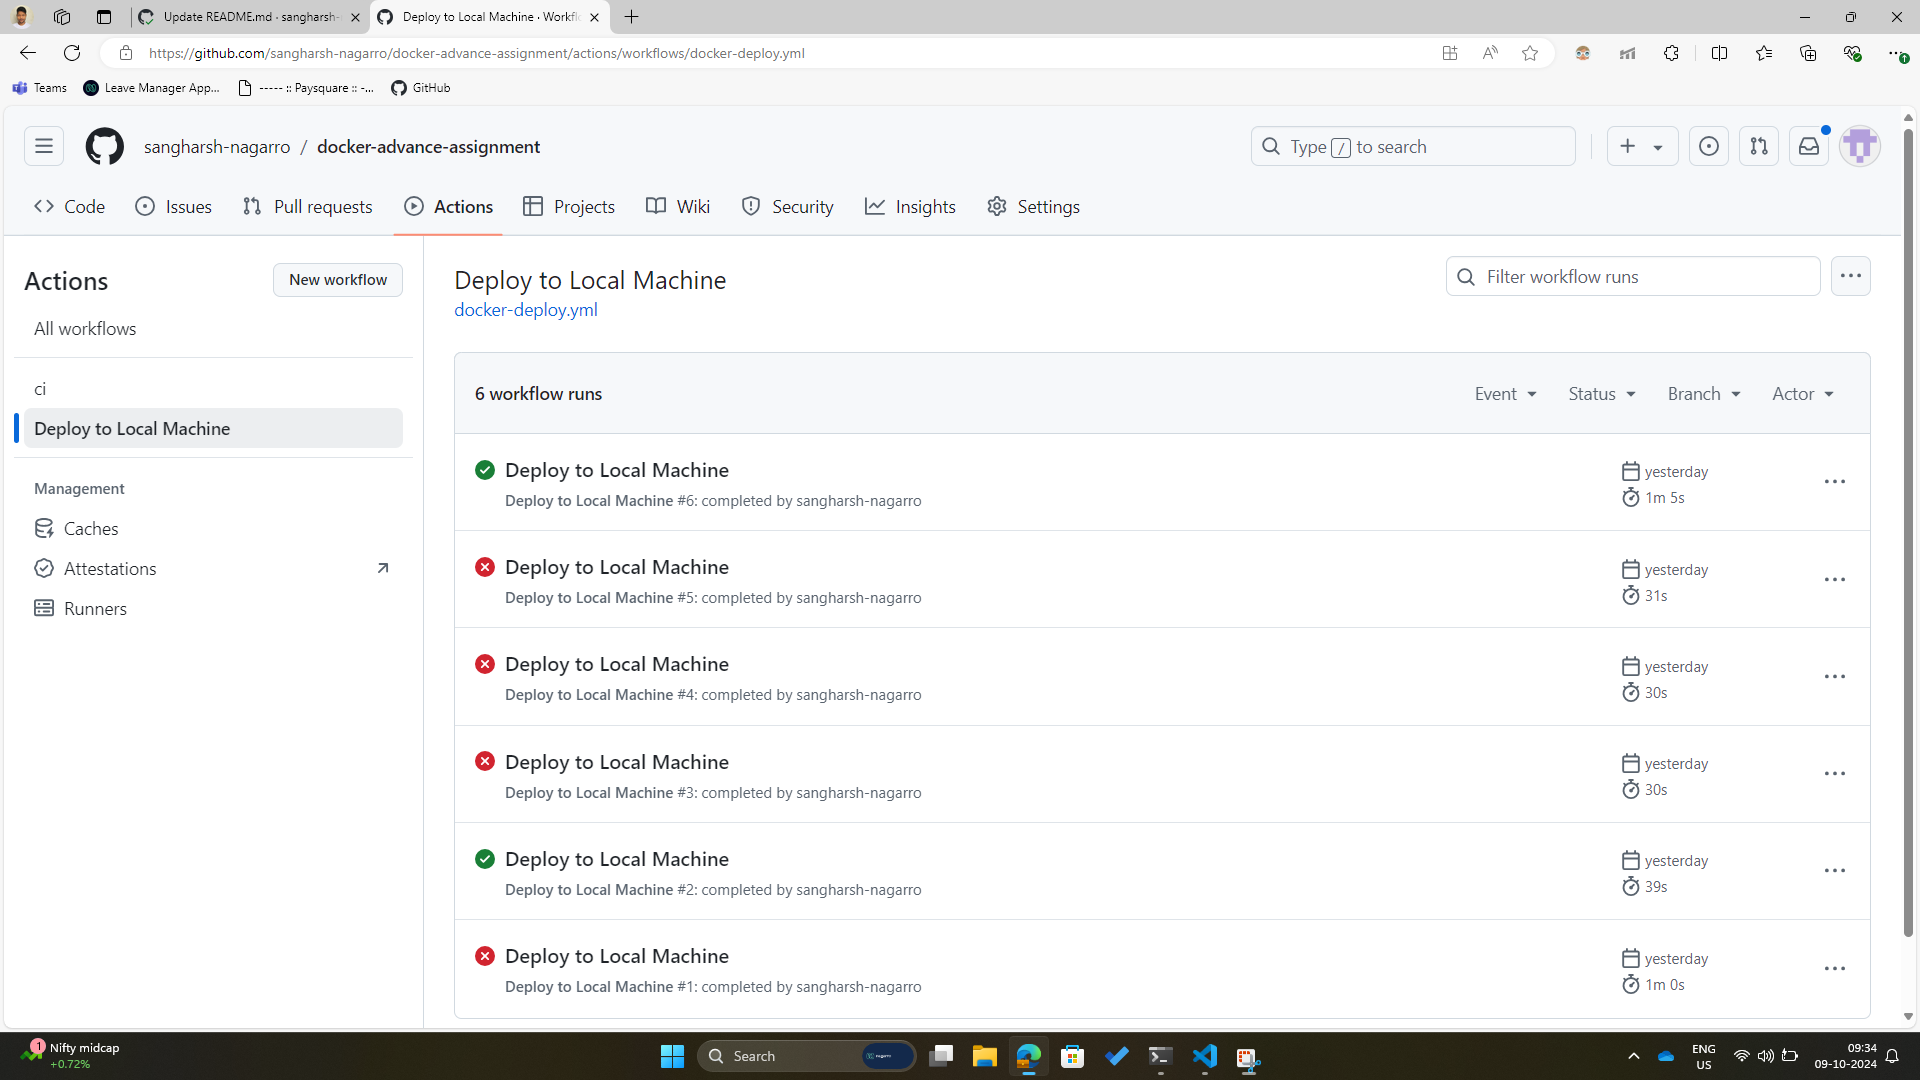 Update README.md · sangharsh-
Deploy to Local Machine · Workfl
https://github.com/sangharsh-nagarro/docker-advance-assignment/actions/workflows/docker-deploy.yml
Teams
Leave Manager App...
----- :: Paysquare :: -...
GitHub
sangharsh-nagarro / docker-advance-assignment
Type / to search
Code
Issues
Pull requests
Actions
Projects
Wiki
Security
Insights
Settings
Actions
New workflow
All workflows
ci
Deploy to Local Machine
Management
Caches
Attestations
Runners
Deploy to Local Machine
docker-deploy.yml
Filter workflow runs
6 workflow runs
Event
Status
Branch
Actor
Deploy to Local Machine
Deploy to Local Machine #6: completed by sangharsh-nagarro
yesterday
1m 5s
Deploy to Local Machine
Deploy to Local Machine #5: completed by sangharsh-nagarro
yesterday
31s
Deploy to Local Machine
Deploy to Local Machine #4: completed by sangharsh-nagarro
yesterday
30s
Deploy to Local Machine
Deploy to Local Machine #3: completed by sangharsh-nagarro
yesterday
30s
Deploy to Local Machine
Deploy to Local Machine #2: completed by sangharsh-nagarro
yesterday
39s
Deploy to Local Machine
Deploy to Local Machine #1: completed by sangharsh-nagarro
yesterday
1m 0s
1
Nifty midcap
+0.72%
Search
nagarro
ENG
US
09:34
09-10-2024